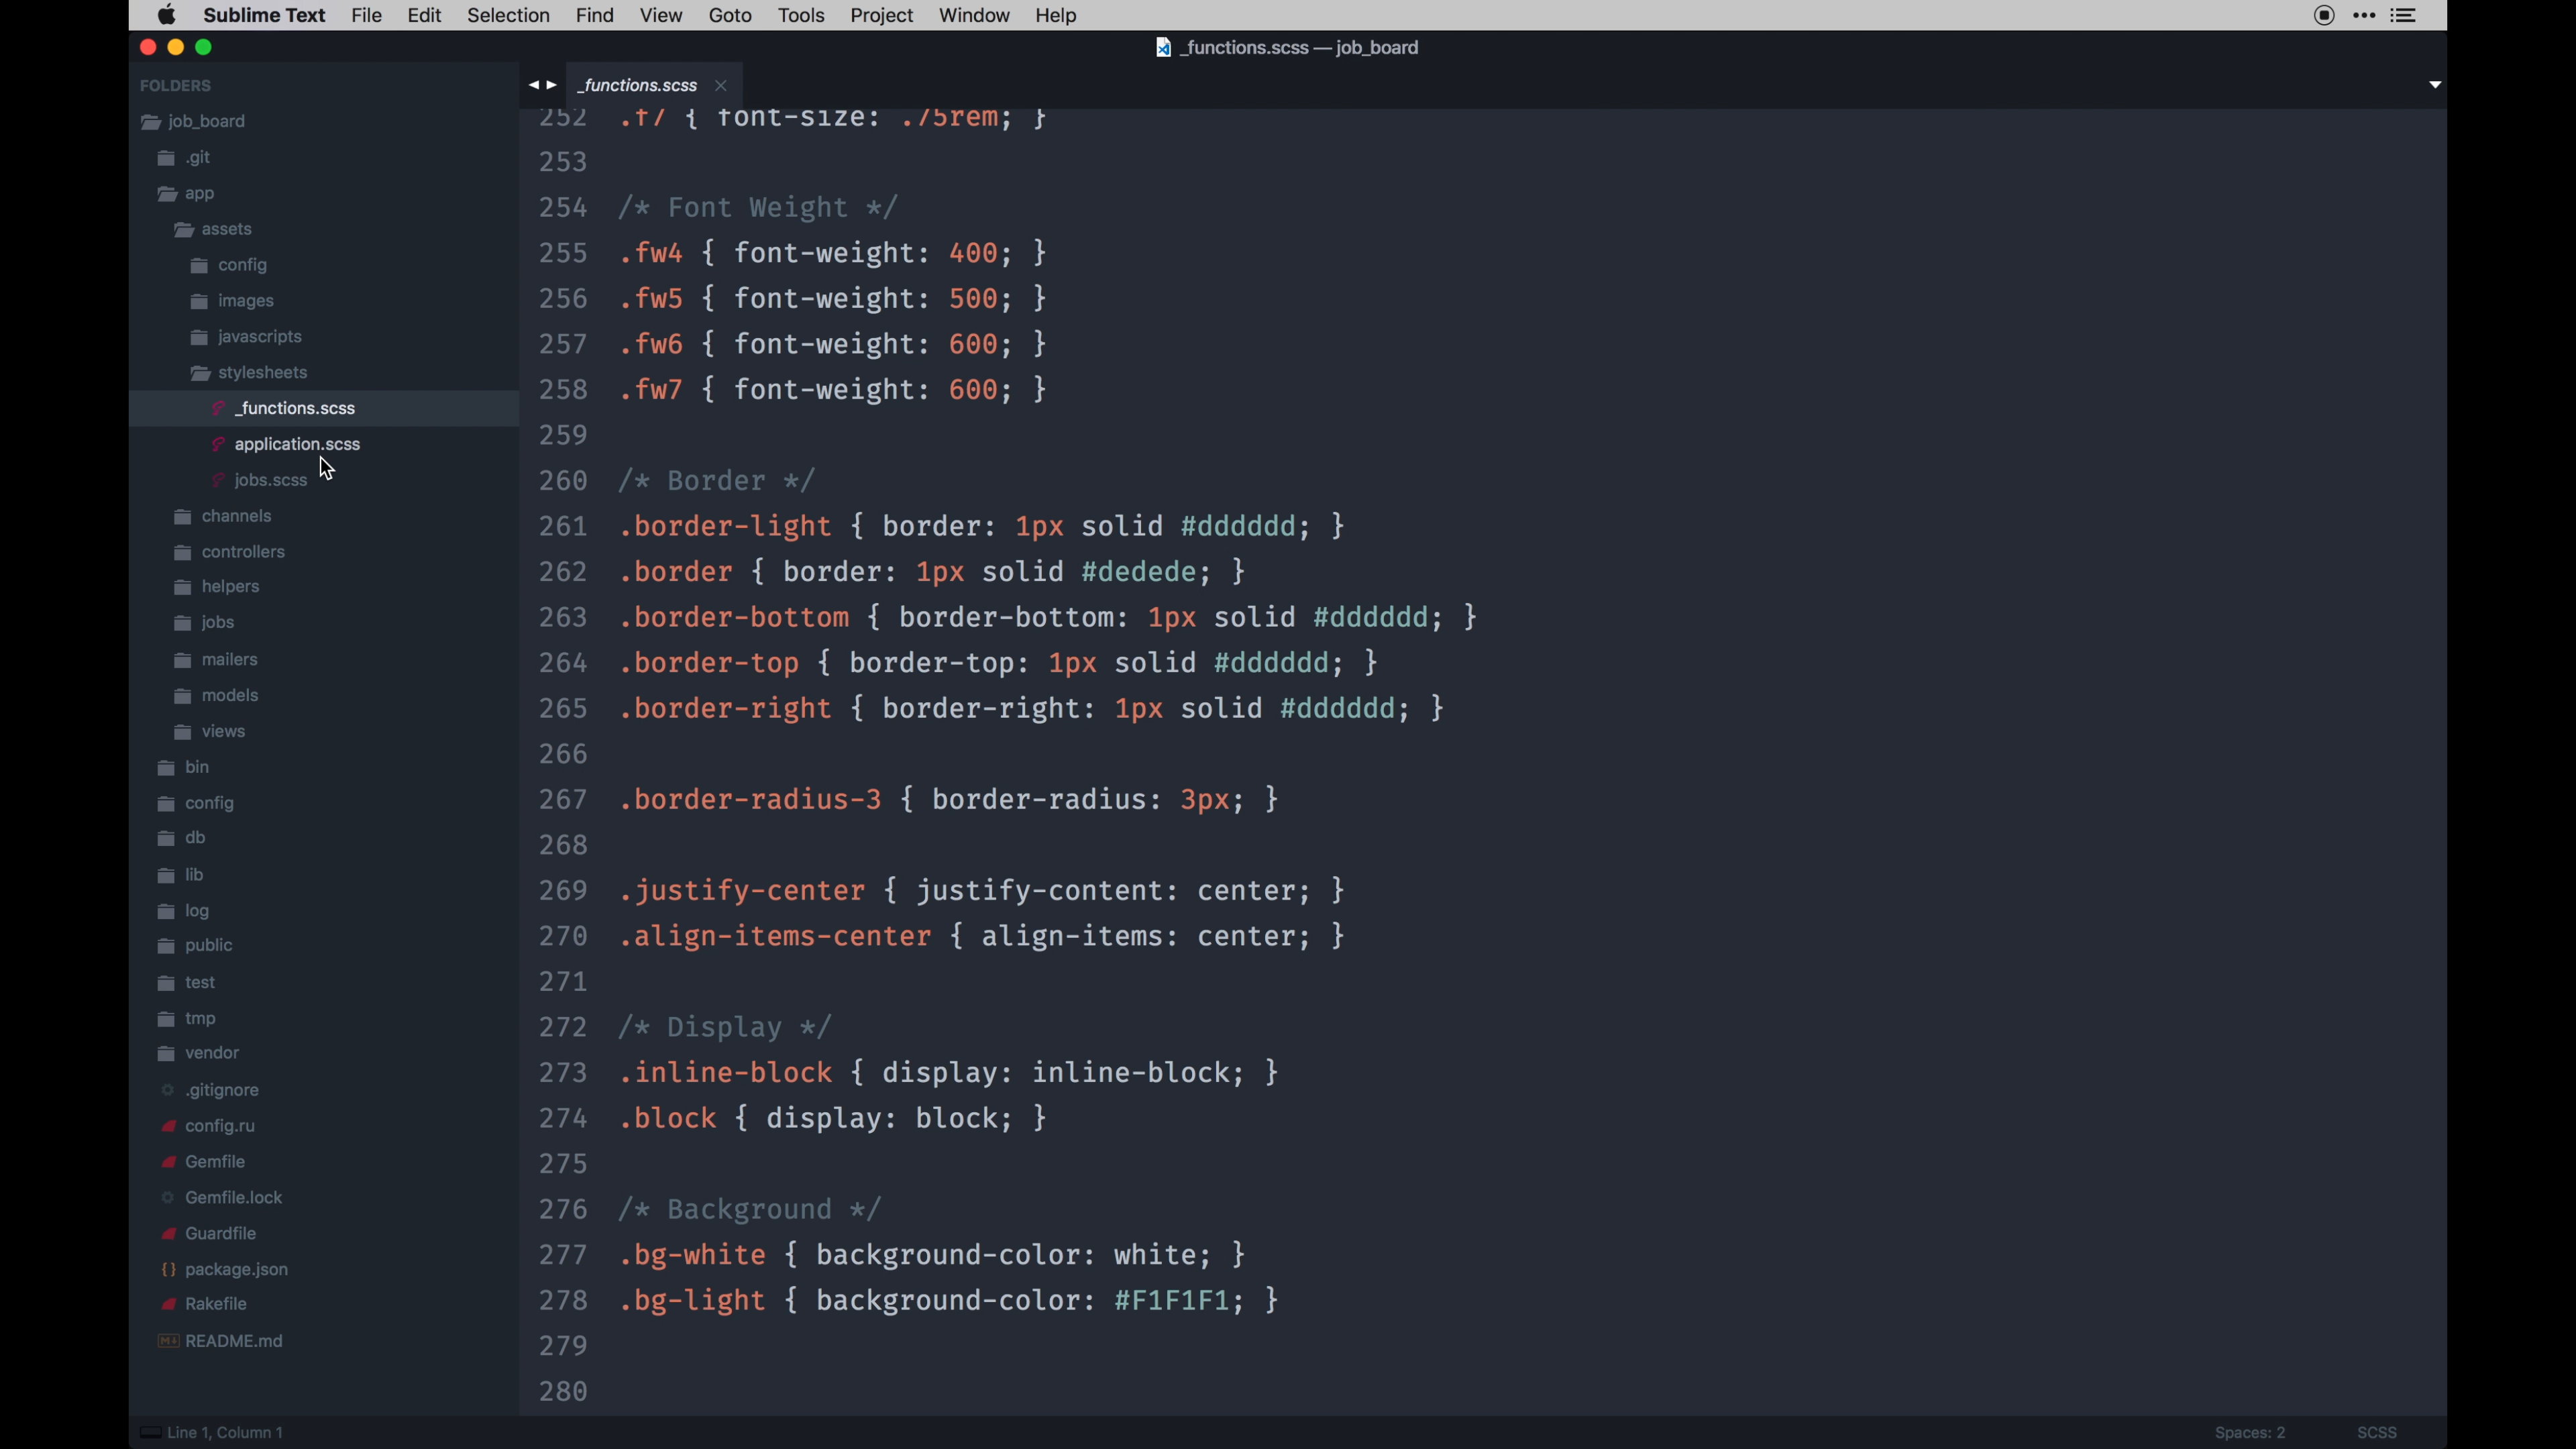 Sublime Text File Edit Selection Find View Goto Tools Project Window Help
_functions.scss — job_board
FOLDERS
job_board
.git
app
assets
config
images
javascripts
stylesheets
_functions.scss
application.scss
jobs.scss
channels
controllers
helpers
jobs
mailers
models
views
bin
config
db
lib
log
public
test
tmp
vendor
.gitignore
config.ru
Gemfile
Gemfile.lock
Guardfile
{} package.json
Rakefile
M↓ README.md
_functions.scss
252 .f7 { font-size: .75rem; }
253
254 /* Font Weight */
255 .fw4 { font-weight: 400; }
256 .fw5 { font-weight: 500; }
257 .fw6 { font-weight: 600; }
258 .fw7 { font-weight: 600; }
259
260 /* Border */
261 .border-light { border: 1px solid #dddddd; }
262 .border { border: 1px solid #dedede; }
263 .border-bottom { border-bottom: 1px solid #dddddd; }
264 .border-top { border-top: 1px solid #dddddd; }
265 .border-right { border-right: 1px solid #dddddd; }
266
267 .border-radius-3 { border-radius: 3px; }
268
269 .justify-center { justify-content: center; }
270 .align-items-center { align-items: center; }
271
272 /* Display */
273 .inline-block { display: inline-block; }
274 .block { display: block; }
275
276 /* Background */
277 .bg-white { background-color: white; }
278 .bg-light { background-color: #F1F1F1; }
279
280
Line 1, Column 1
Spaces: 2
SCSS